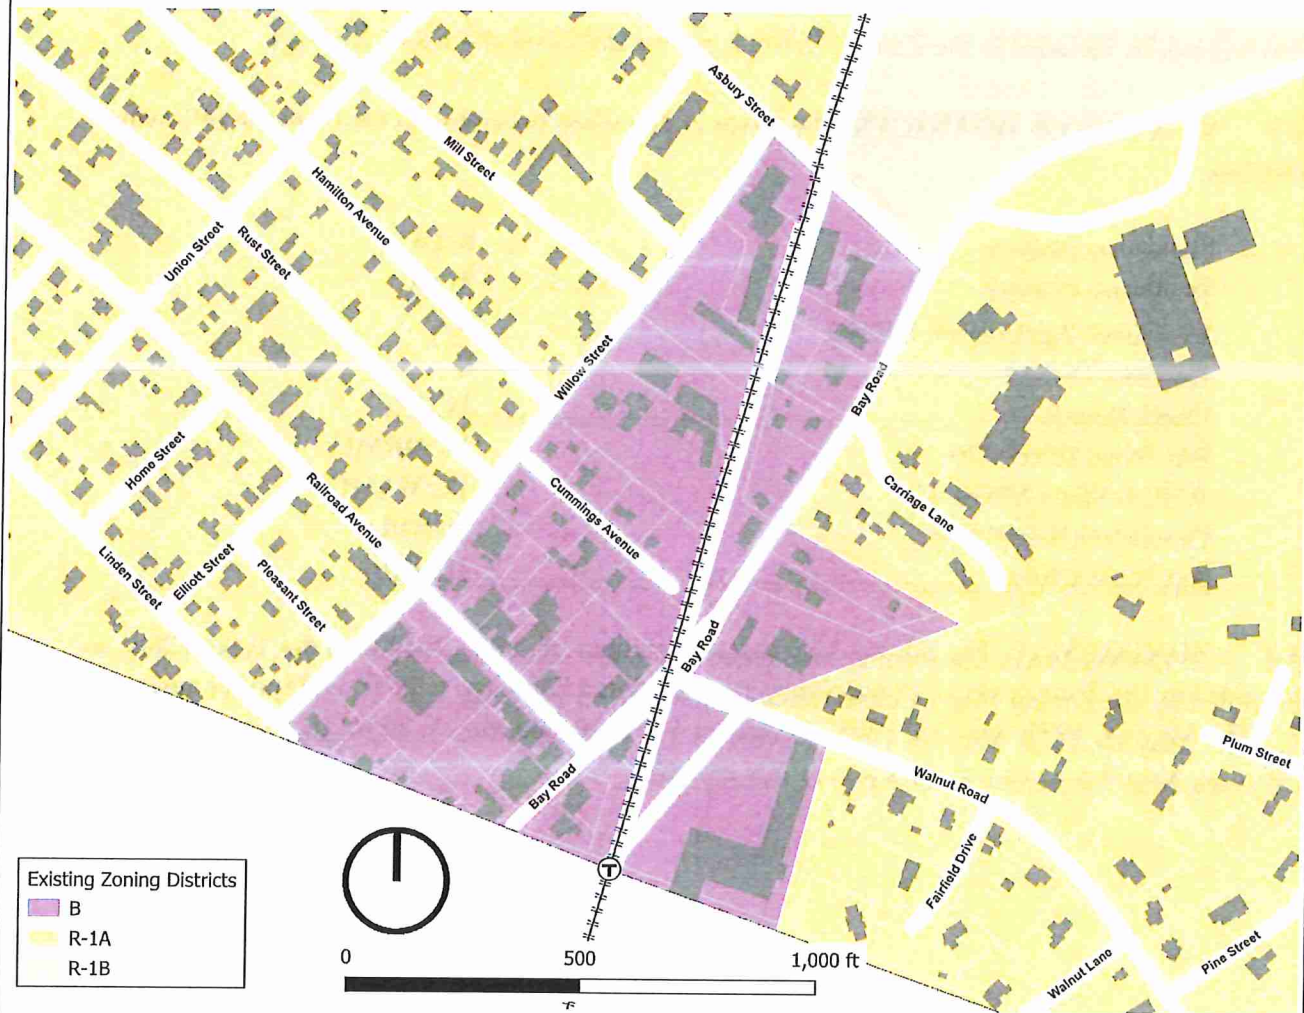 Asbury Street
Mill Street
Hamilton Avenue
Union Street
Rust Street
Willow Street
Bay Road
Home Street
Railroad Avenue
Cummings Avenue
Carriage Lane
Linden Street
Elliott Street
Pleasant Street
Bay Road
Bay Road
Walnut Road
Plum Street
Fairfield Drive
Pine Street
Walnut Lane
T
Existing Zoning Districts
B
R-1A
R-1B
0 500 1,000 ft